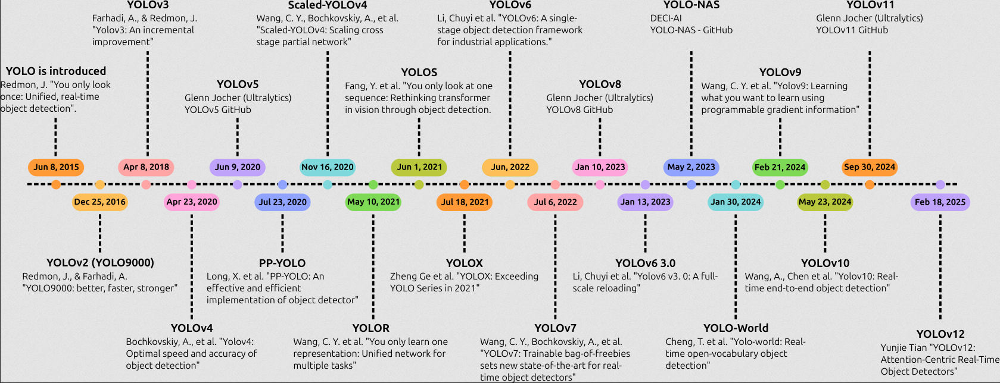 YOLOv3
Farhadi, A., & Redmon, J.
"Yolov3: An incremental
improvement"
Scaled-YOLOv4
Wang, C. Y., Bochkovskiy, A., et al.
"Scaled-YOLOv4: Scaling cross
stage partial network"
YOLOv6
Li, Chuyi et al. "YOLOv6: A single-
stage object detection framework
for industrial applications."
YOLO-NAS
DECI-AI
YOLO-NAS - GitHub
YOLOv11
Glenn Jocher (Ultralytics)
YOLOv11 GitHub
YOLO is introduced
Redmon, J. "You only look
once: Unified, real-time
object detection".
YOLOv5
Glenn Jocher (Ultralytics)
YOLOv5 GitHub
YOLOS
Fang, Y. et al. "You only look at one
sequence: Rethinking transformer
in vision through object detection.
YOLOv8
Glenn Jocher (Ultralytics)
YOLOv8 GitHub
YOLOv9
Wang, C. Y. et al. "Yolov9: Learning
what you want to learn using
programmable gradient information"
Jun 8, 2015
Apr 8, 2018
Jun 9, 2020
Nov 16, 2020
Jun 1, 2021
Jun, 2022
Jan 10, 2023
May 2, 2023
Feb 21, 2024
Sep 30, 2024
Dec 25, 2016
Apr 23, 2020
Jul 23, 2020
May 10, 2021
Jul 18, 2021
Jul 6, 2022
Jan 13, 2023
Jan 30, 2024
May 23, 2024
Feb 18, 2025
YOLOv2 (YOLO9000)
Redmon, J., & Farhadi, A.
"YOLO9000: better, faster, stronger"
PP-YOLO
Long, X. et al. "PP-YOLO: An
effective and efficient
implementation of object detector"
YOLOX
Zheng Ge et al. "YOLOX: Exceeding
YOLO Series in 2021"
YOLOv6 3.0
Li, Chuyi et al. "Yolov6 v3. 0: A full-
scale reloading"
YOLOv10
Wang, A., Chen et al. "Yolov10: Real-
time end-to-end object detection"
YOLOv4
Bochkovskiy, A., et al. "Yolov4:
Optimal speed and accuracy of
object detection"
YOLOR
Wang, C. Y. et al. "You only learn one
representation: Unified network for
multiple tasks"
YOLOv7
Wang, C. Y., Bochkovskiy, A., et al.
"YOLOv7: Trainable bag-of-freebies
sets new state-of-the-art for real-
time object detectors"
YOLO-World
Cheng, T. et al. "Yolo-world: Real-
time open-vocabulary object
detection"
YOLOv12
Yunjie Tian "YOLOv12:
Attention-Centric Real-Time
Object Detectors"